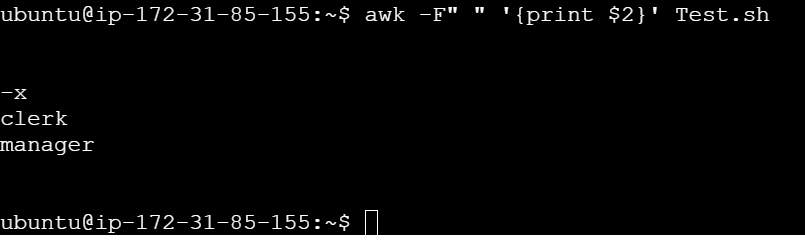 ubuntu@ip-172-31-85-155:~$ awk -F" " '{print $2}' Test.sh
-x
clerk
manager
ubuntu@ip-172-31-85-155:~$